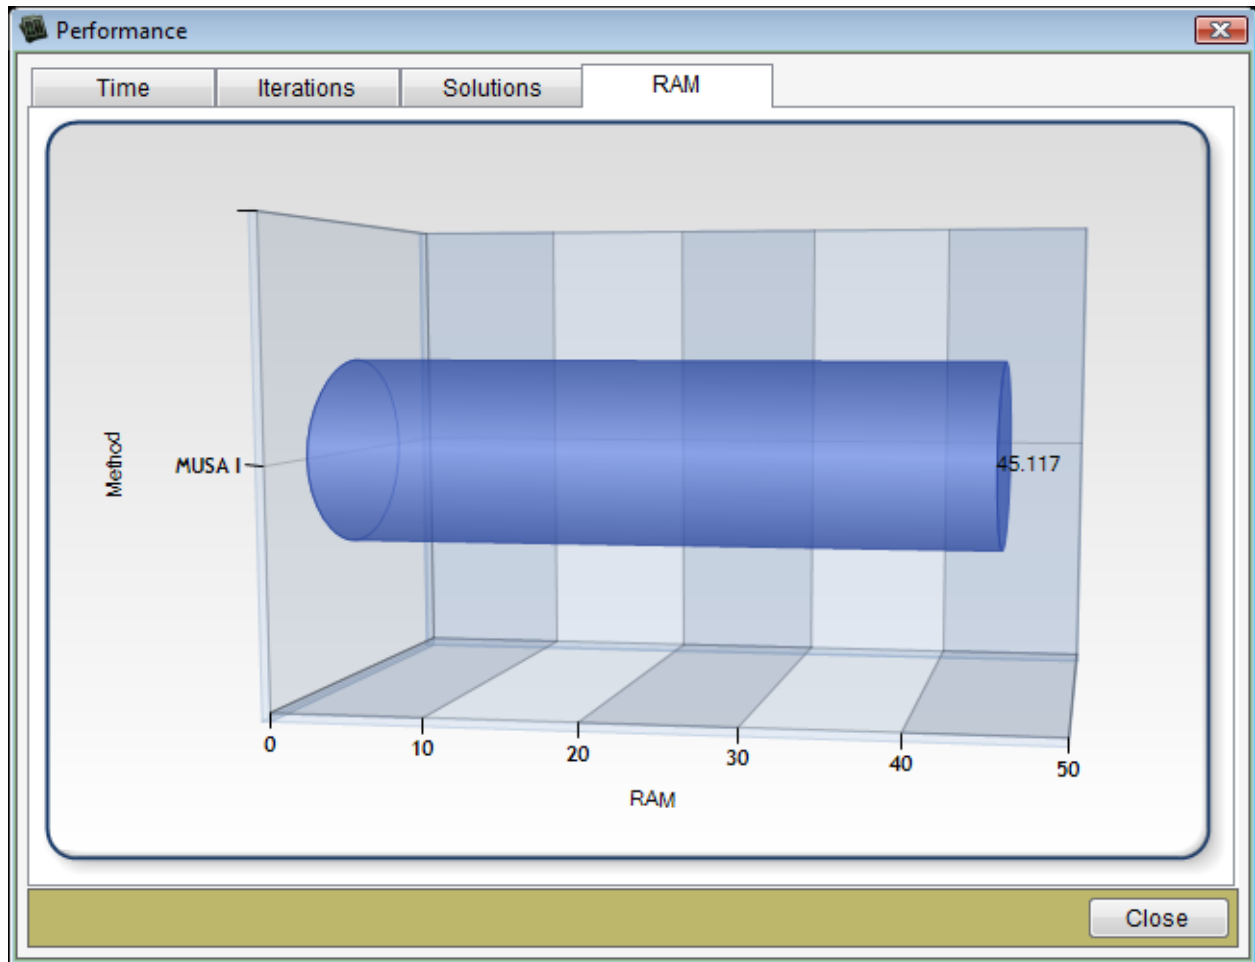 Performance
Time Iterations Solutions RAM
Method
MUSA I
45.117
0 10 20 30 40 50
RAM
Close